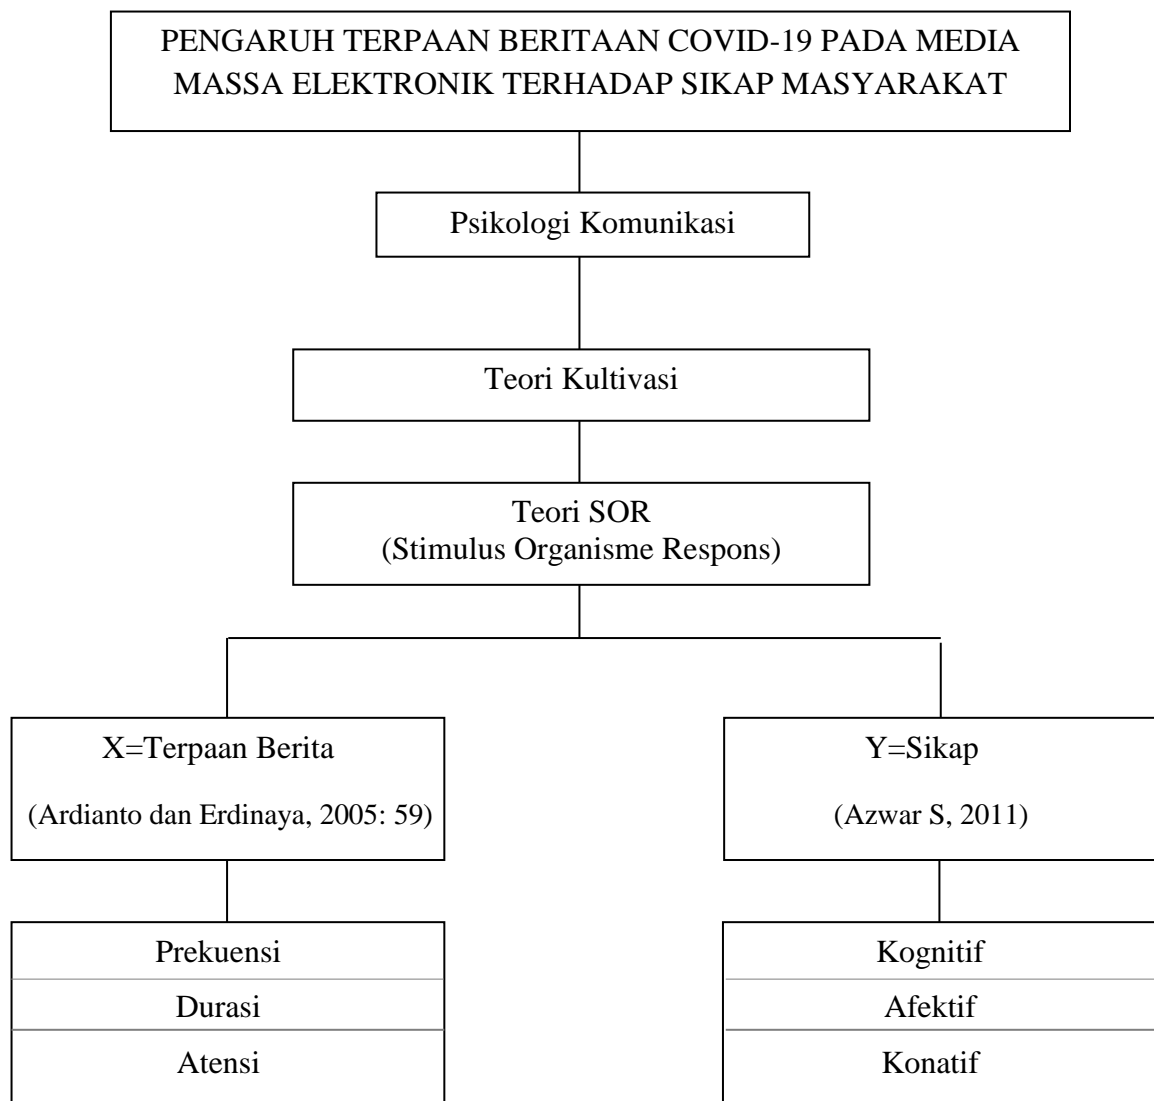 PENGARUH TERPAAN BERITAAN COVID-19 PADA MEDIA
MASSA ELEKTRONIK TERHADAP SIKAP MASYARAKAT
Psikologi Komunikasi
Teori Kultivasi
Teori SOR
(Stimulus Organisme Respons)
X=Terpaan Berita
(Ardianto dan Erdinaya, 2005: 59)
Y=Sikap
(Azwar S, 2011)
Prekuensi
Durasi
Atensi
Kognitif
Afektif
Konatif